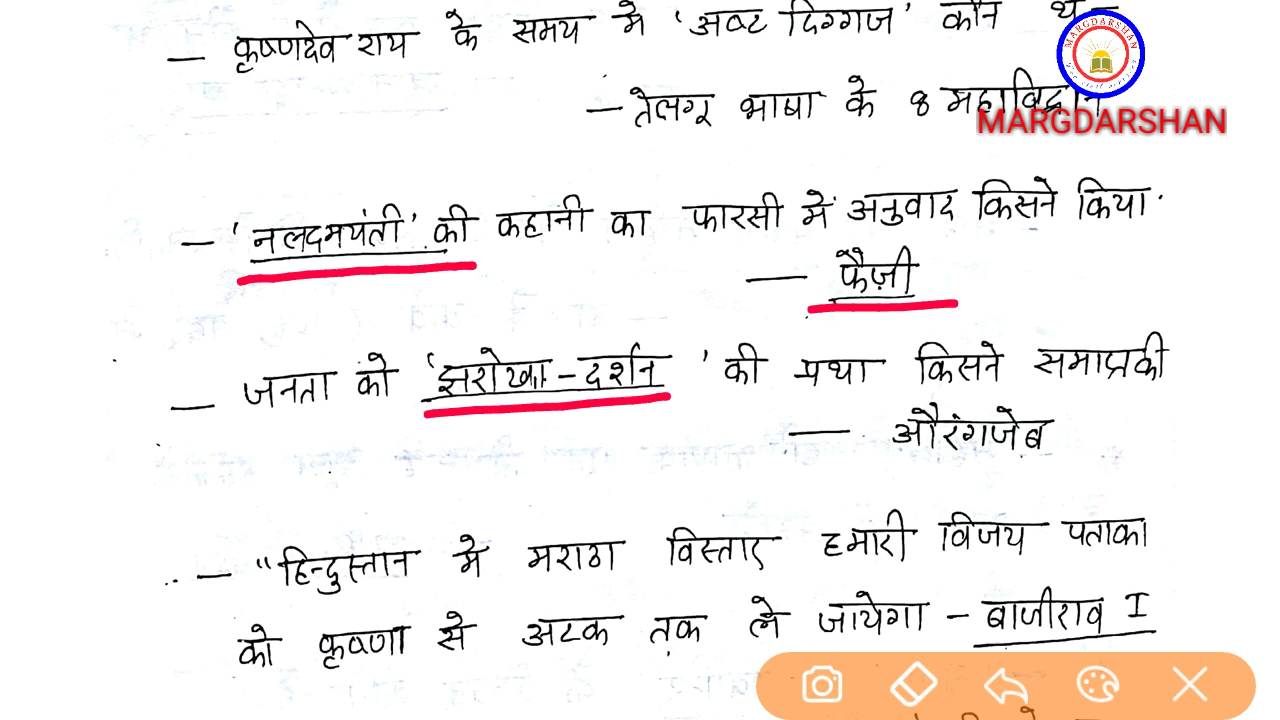 — कृष्णदेव राय के समय मे 'अष्ट दिग्गज' कौन थे
MARGDARSHAN
— तेलगू भाषा के 8 महाविद्वान
MARGDARSHAN
— 'नलदमयंती' की कहानी का फारसी में अनुवाद किसने किया.
— फैज़ी
— जनता को 'झरोखा-दर्शन' की प्रथा किसने समाप्त की
— औरंगजेब
— "हिन्दुस्तान मे मराठा विस्तार हमारी विजय पताका
को कृष्णा से अटक तक ले जायेगा – बाजीराव I